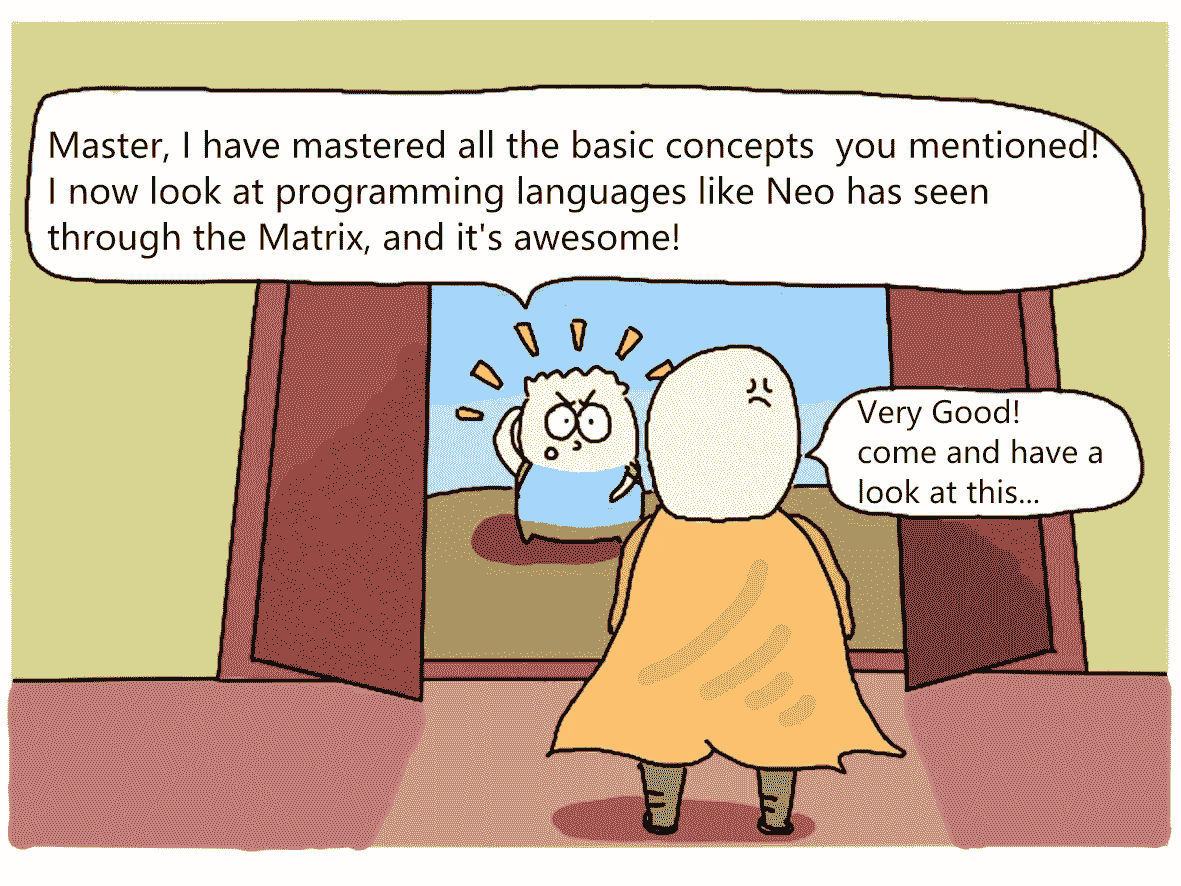 Master, I have mastered all the basic concepts  you mentioned!
I now look at programming languages like Neo has seen
through the Matrix, and it's awesome!
Very Good!
come and have a
look at this...